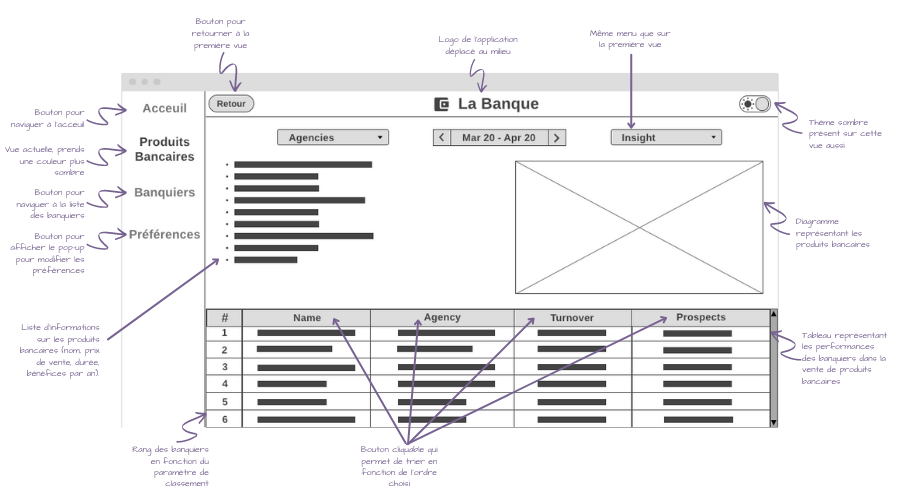 Bouton pour
retourner à la
première vue
Logo de l'application
déplacé au milieu
Même menu que sur
la première vue
Bouton pour
naviguer à l'acceuil
Acceuil
Retour
La Banque
Thème sombre
présent sur cette
vue aussi
Vue actuelle, prends
une couleur plus
sombre
Produits
Bancaires
Agencies
Mar 20 - Apr 20
Insight
Bouton pour
naviguer à la liste
des banquiers
Banquiers
Bouton pour
afficher le pop-up
pour modifier les
préférences
Préférences
Diagramme
représentant les
produits bancaires
Liste d'informations
sur les produits
bancaires (nom, prix
de vente, durée,
bénéfices par an).
# Name Agency Turnover Prospects
1
2
3
4
5
6
Tableau représentant
les performances
des banquiers dans la
vente de produits
bancaires
Rang des banquiers
en fonction du
paramètre de
classement
Bouton cliquable qui
permet de trier en
fonction de l'ordre
choisi